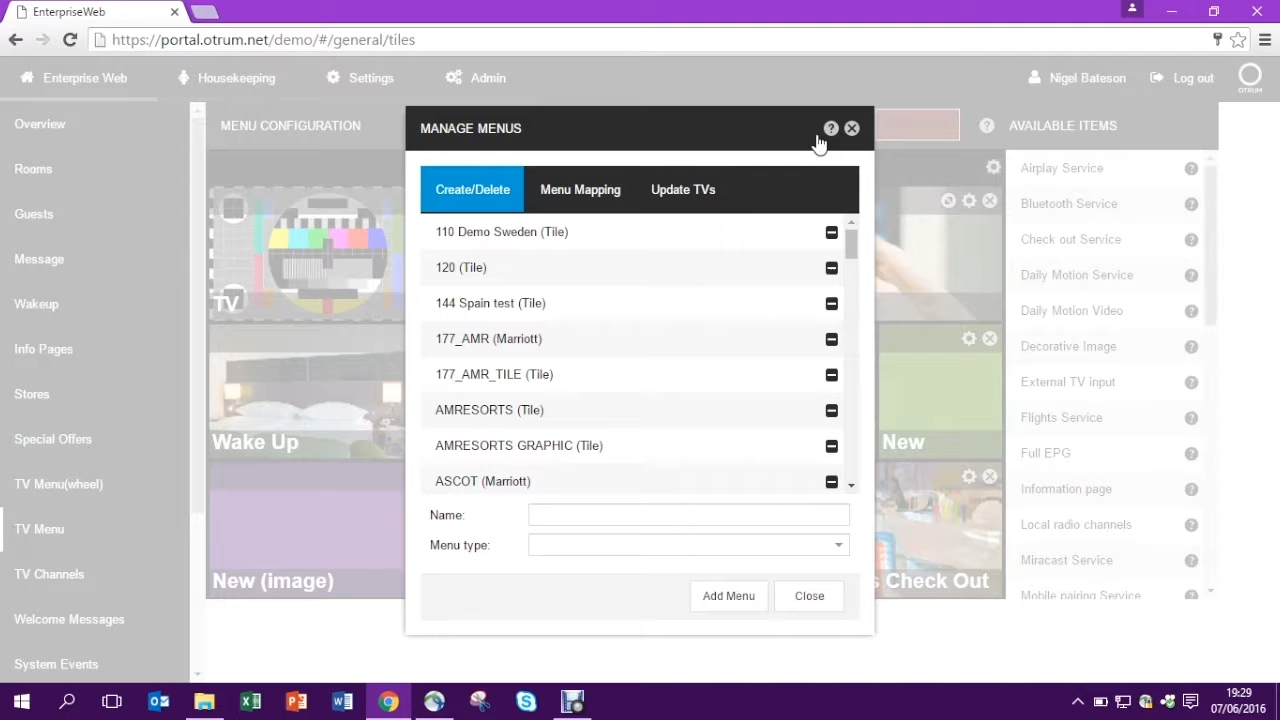 EnterpriseWeb
https://portal.otrum.net/demo/#/general/tiles
Enterprise Web
Housekeeping
Settings
Admin
Nigel Bateson
Log out
OTRUM
Overview
Rooms
Guests
Message
Wakeup
Info Pages
Stores
Special Offers
TV Menu(wheel)
TV Menu
TV Channels
Welcome Messages
System Events
MENU CONFIGURATION
TV
Wake Up
New (image)
New
s Check Out
MANAGE MENUS
Create/Delete
Menu Mapping
Update TVs
110 Demo Sweden (Tile)
120 (Tile)
144 Spain test (Tile)
177_AMR (Marriott)
177_AMR_TILE (Tile)
AMRESORTS (Tile)
AMRESORTS GRAPHIC (Tile)
ASCOT (Marriott)
Name:
Menu type:
Add Menu
Close
AVAILABLE ITEMS
Airplay Service
Bluetooth Service
Check out Service
Daily Motion Service
Daily Motion Video
Decorative Image
External TV input
Flights Service
Full EPG
Information page
Local radio channels
Miracast Service
Mobile pairing Service
19:29
07/06/2016